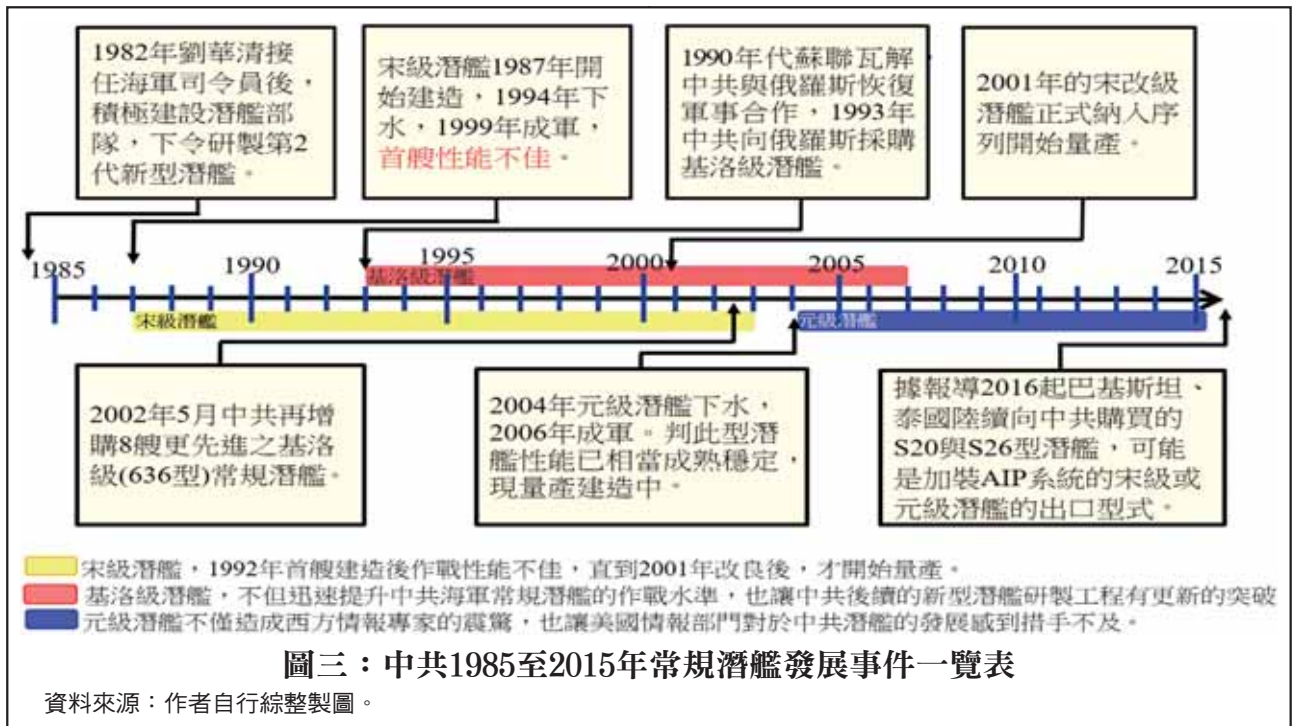 1982年劉華清接
任海軍司令員後，
積極建設潛艦部
隊，下令研製第2
代新型潛艦。
宋級潛艦1987年開
始建造，1994年下
水，1999年成軍，
首艘性能不佳。
1990年代蘇聯瓦解
中共與俄羅斯恢復
軍事合作，1993年
中共向俄羅斯採購
基洛級潛艦。
2001年的宋改級
潛艦正式納入序
列開始量產。
1985 1990 1995 2000 2005 2010 2015
基洛級潛艦
宋級潛艦
元級潛艦
2002年5月中共再增
購8艘更先進之基洛
級(636型)常規潛艦。
2004年元級潛艦下水，
2006年成軍。判此型潛
艦性能已相當成熟穩定，
現量產建造中。
據報導2016起巴基斯坦、
泰國陸續向中共購買的
S20與S26型潛艦，可能
是加裝AIP系統的宋級或
元級潛艦的出口型式。
宋級潛艦，1992年首艘建造後作戰性能不佳，直到2001年改良後，才開始量產。
基洛級潛艦，不但迅速提升中共海軍常規潛艦的作戰水準，也讓中共後續的新型潛艦研製工程有更新的突破
元級潛艦不僅造成西方情報專家的震驚，也讓美國情報部門對於中共潛艦的發展感到措手不及。
圖三：中共1985至2015年常規潛艦發展事件一覽表
資料來源：作者自行綜整製圖。